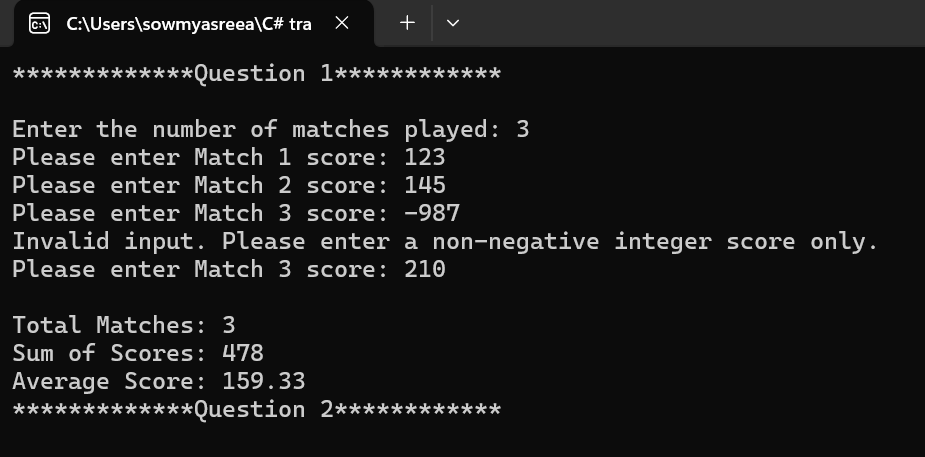 C:\Users\sowmyasreea\C# tra
*************Question 1************
Enter the number of matches played: 3
Please enter Match 1 score: 123
Please enter Match 2 score: 145
Please enter Match 3 score: -987
Invalid input. Please enter a non-negative integer score only.
Please enter Match 3 score: 210
Total Matches: 3
Sum of Scores: 478
Average Score: 159.33
*************Question 2************